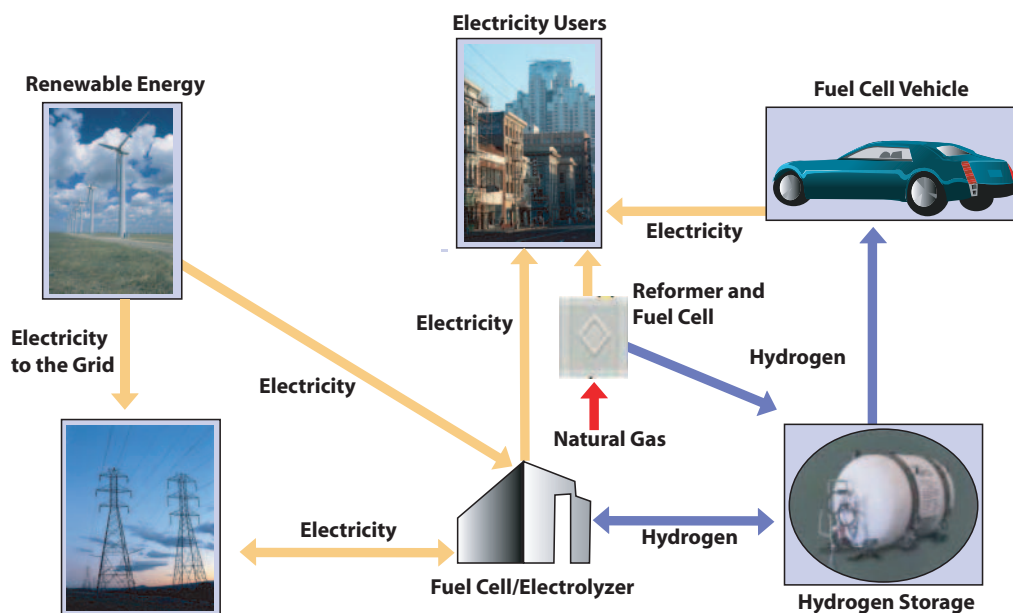 Electricity Users
Renewable Energy
Fuel Cell Vehicle
Electricity
Reformer and
Fuel Cell
Electricity
Electricity
to the Grid
Hydrogen
Electricity
Natural Gas
Electricity
Hydrogen
Fuel Cell/Electrolyzer
Hydrogen Storage